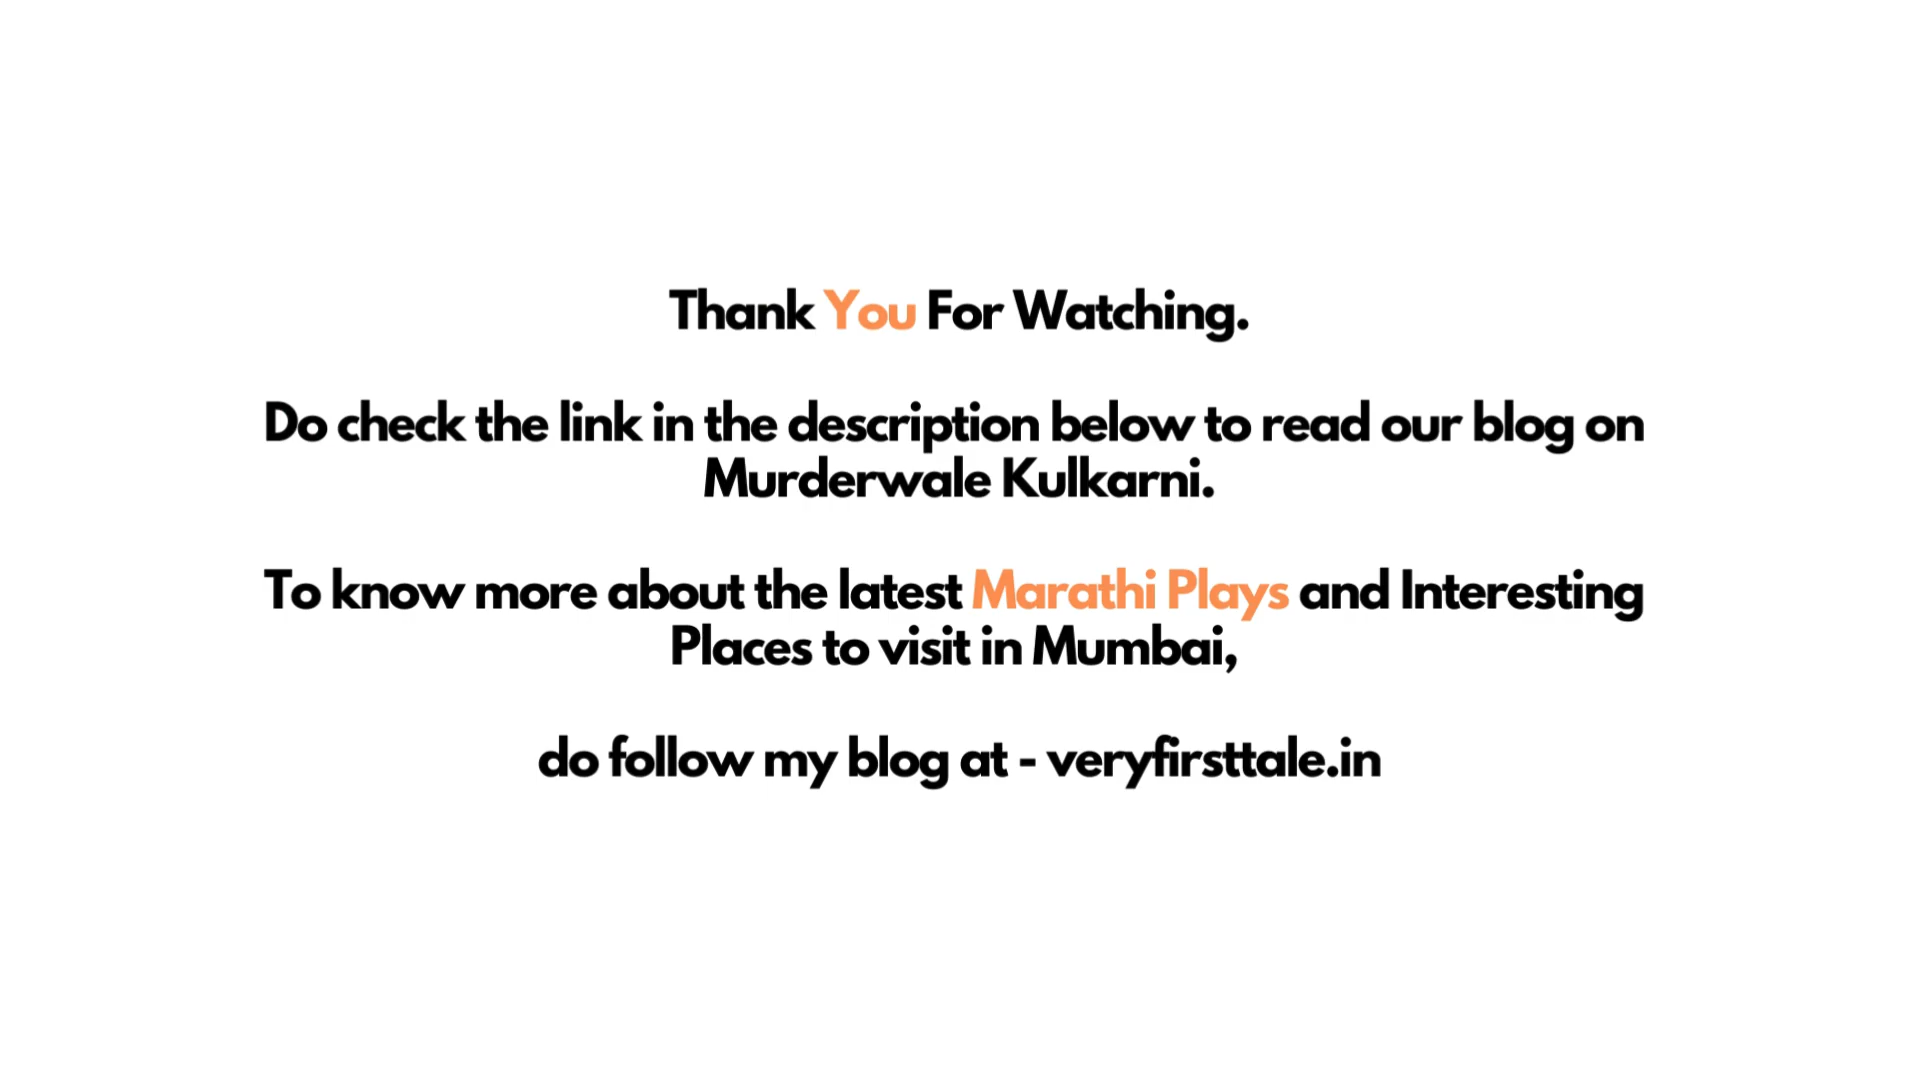 Thank You For Watching.
Do check the link in the description below to read our blog on
Murderwale Kulkarni.
To know more about the latest Marathi Plays and Interesting
Places to visit in Mumbai,
do follow my blog at - veryfirsttale.in